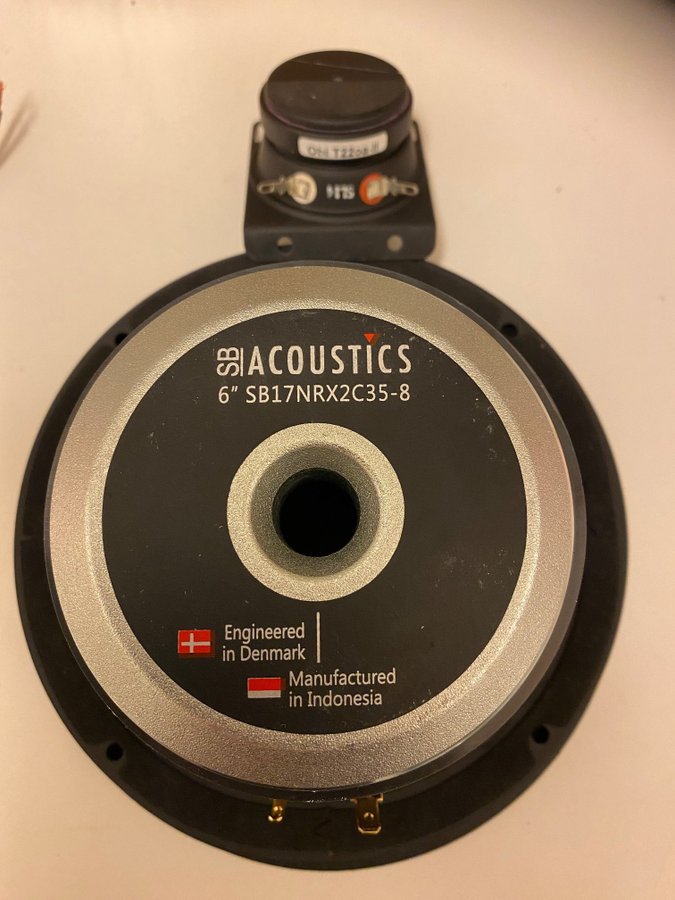 SB ACOUSTICS
6” SB17NRX2C35-8
Engineered
in Denmark
Manufactured
in Indonesia